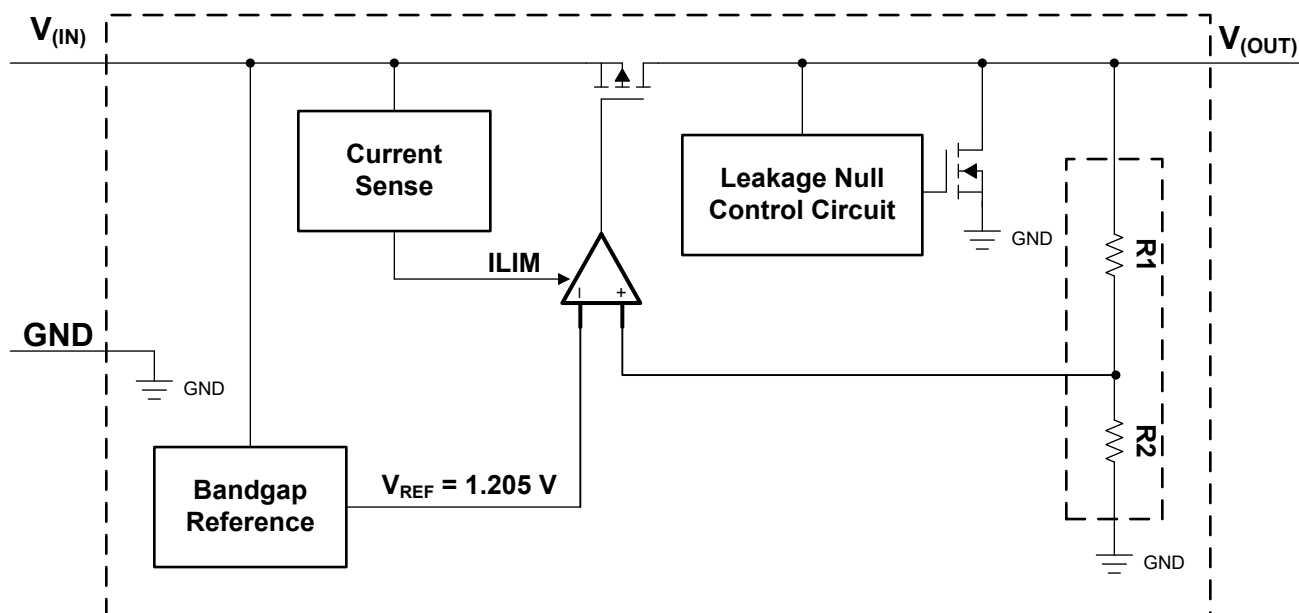 V(IN)
V(OUT)
Current
Sense
Leakage Null
Control Circuit
GND
R1
ILIM
GND
GND
R2
Bandgap
Reference
VREF = 1.205 V
GND